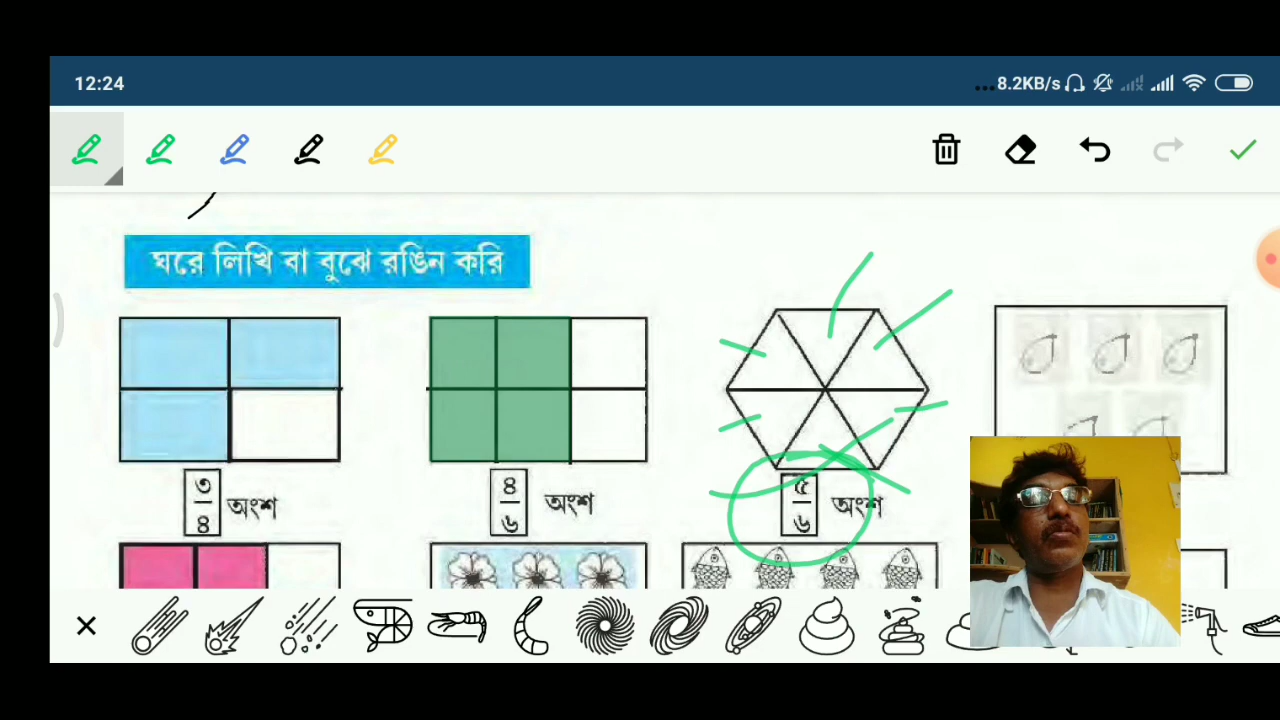 12:24 ...8.2KB/s
ঘরে লিখি বা বুঝে রঙিন করি
৩/৪ অংশ
৪/৬ অংশ
৫/৬ অংশ